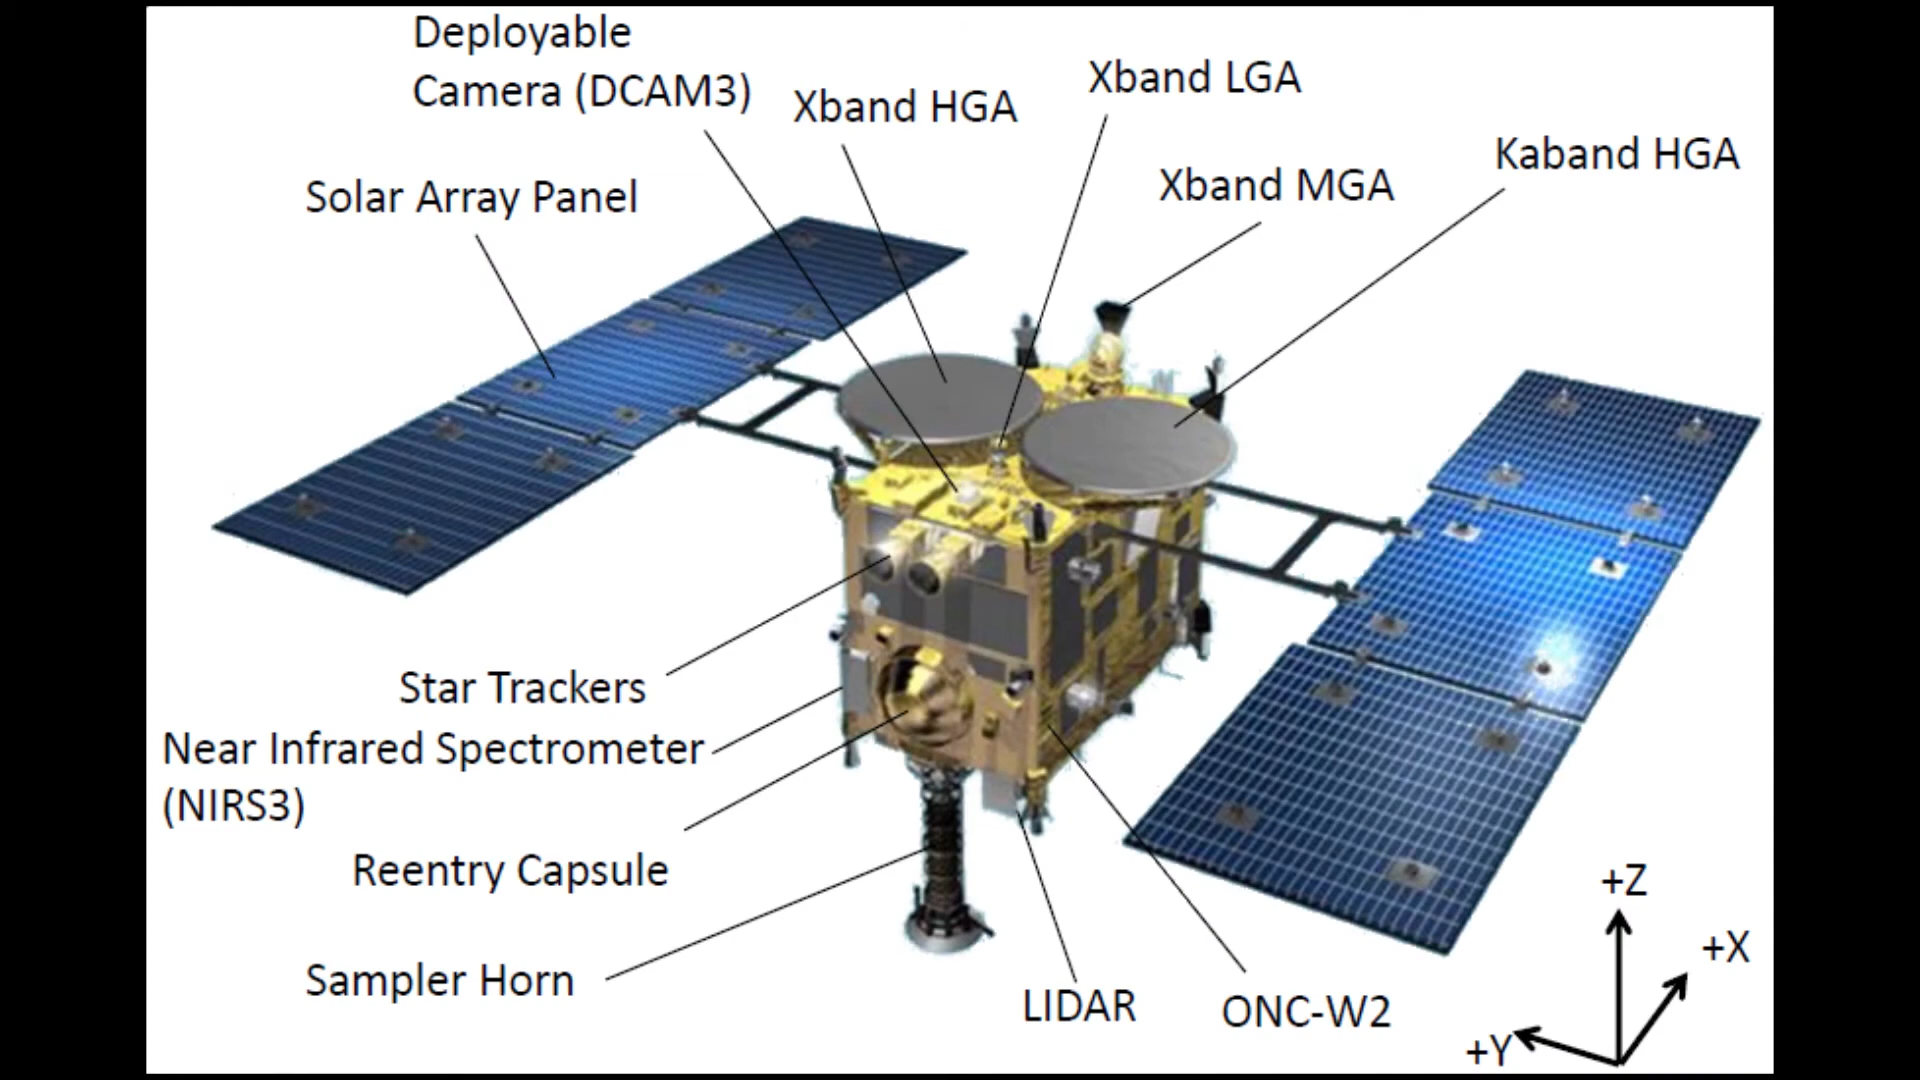 Deployable
Camera (DCAM3)
Xband HGA
Xband LGA
Kaband HGA
Xband MGA
Solar Array Panel
Star Trackers
Near Infrared Spectrometer
(NIRS3)
Reentry Capsule
Sampler Horn
LIDAR
ONC-W2
+Z
+X
+Y